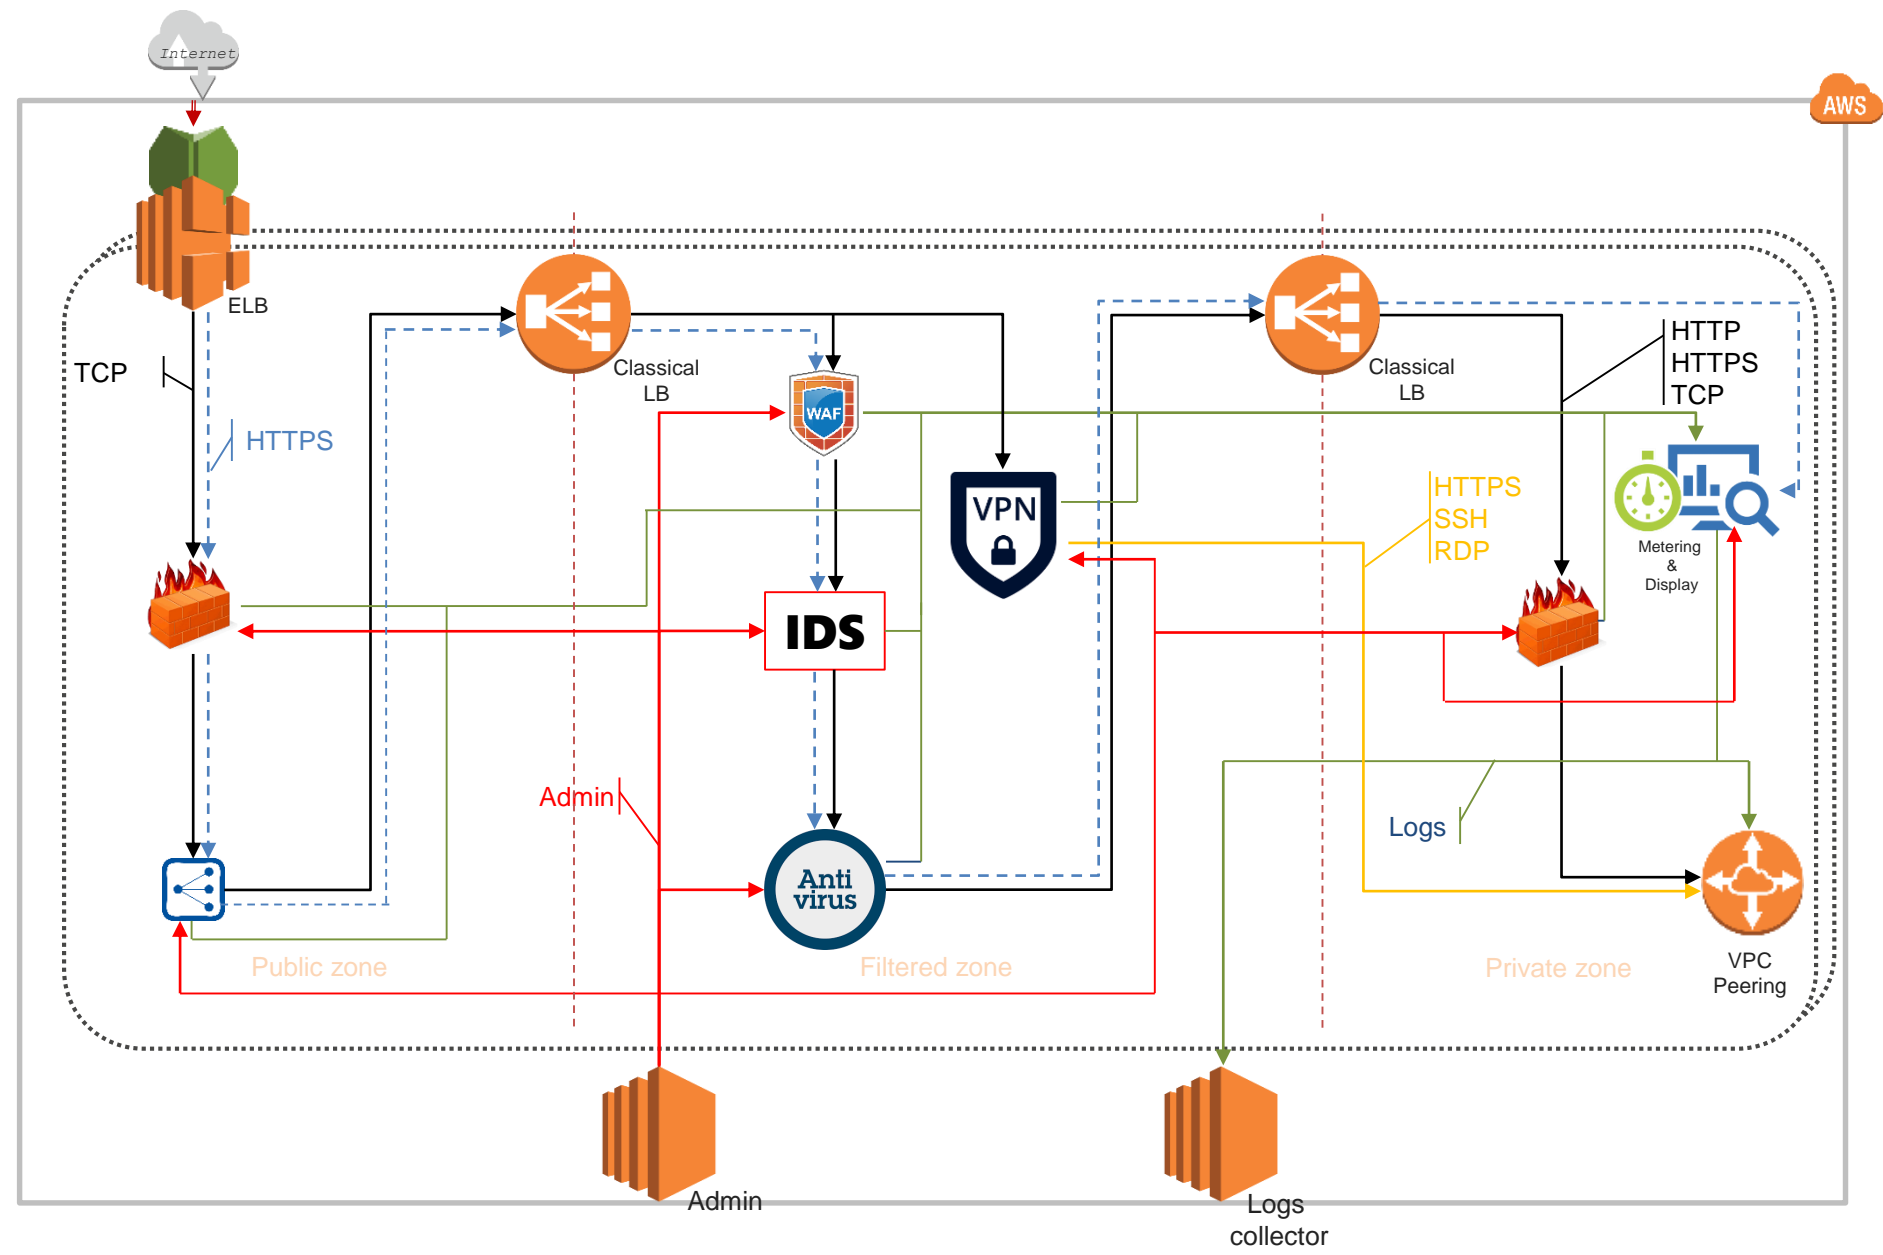 Internet
AWS
ELB
TCP
HTTPS
Classical
LB
WAF
VPN
Classical
LB
HTTP
HTTPS
TCP
HTTPS
SSH
RDP
Metering
&
Display
IDS
Admin
Logs
Anti
virus
Public zone
Filtered zone
Private zone
VPC
Peering
Admin
Logs
collector